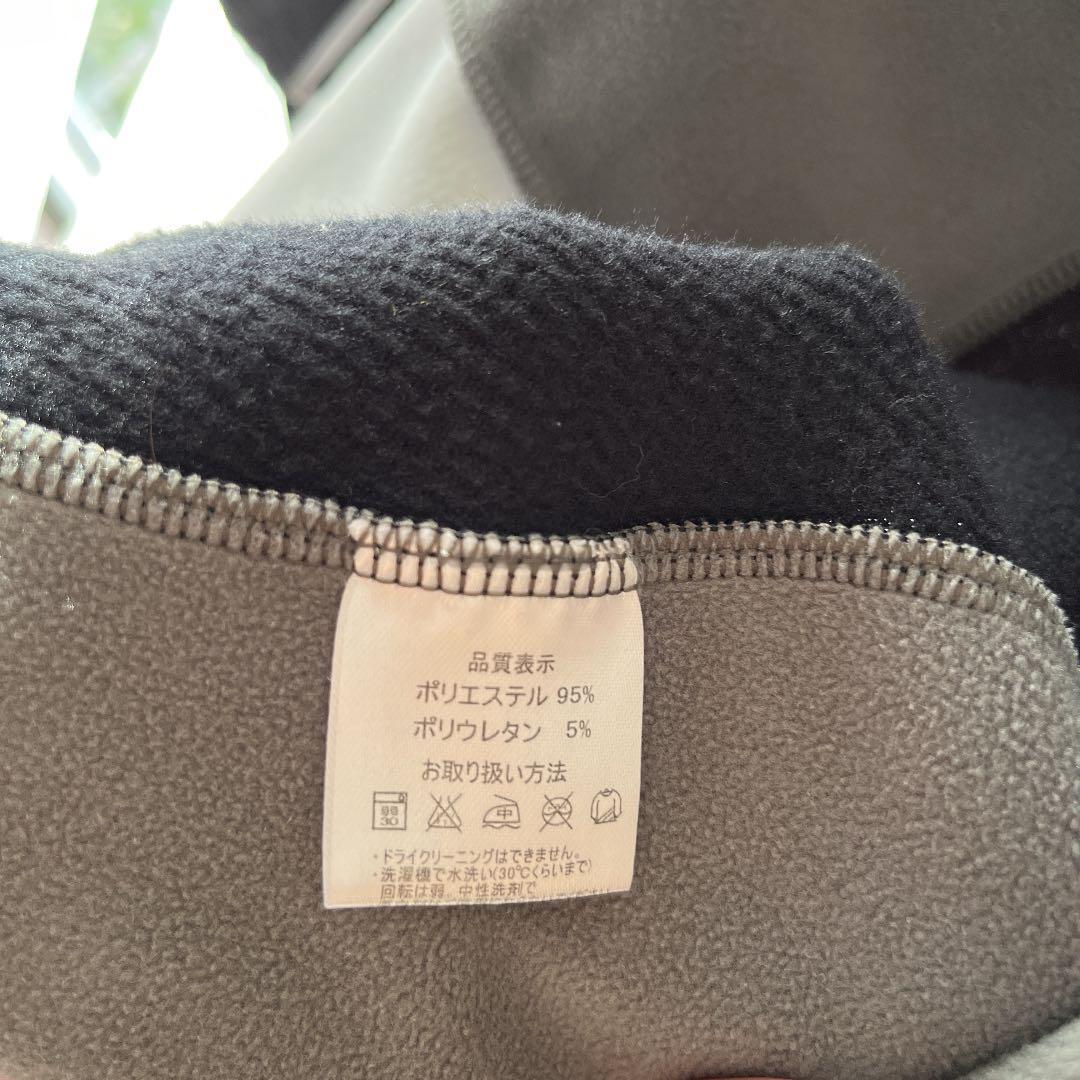 品質表示
ポリエステル 95%
ポリウレタン 5%
お取り扱い方法
弱
30
中
・ドライクリーニングはできません。
・洗濯機で水洗い(30℃くらいまで)
回転は弱。中性洗剤で